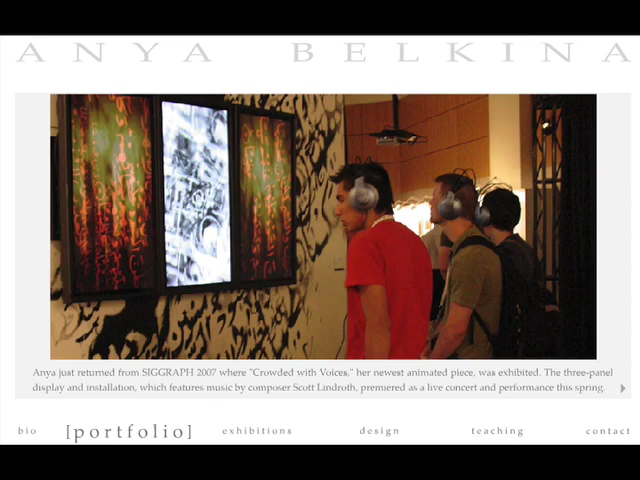 ANYA BELKINA
Anya just returned from SIGGRAPH 2007 where "Crowded with Voices," her newest animated piece, was exhibited. The three-panel
display and installation, which features music by composer Scott Lindroth, premiered as a live concert and performance this spring.
bio [portfolio] exhibitions design teaching contact